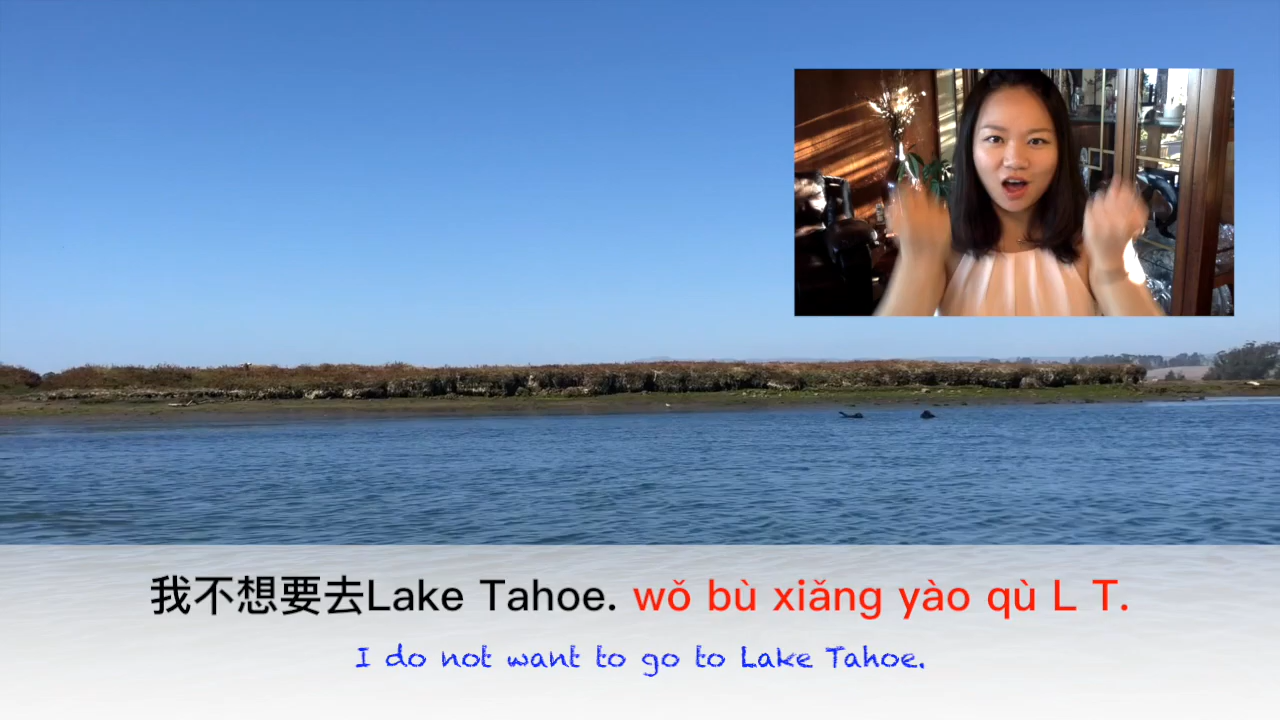 我不想要去Lake Tahoe. wǒ bù xiǎng yào qù L T.
I do not want to go to Lake Tahoe.